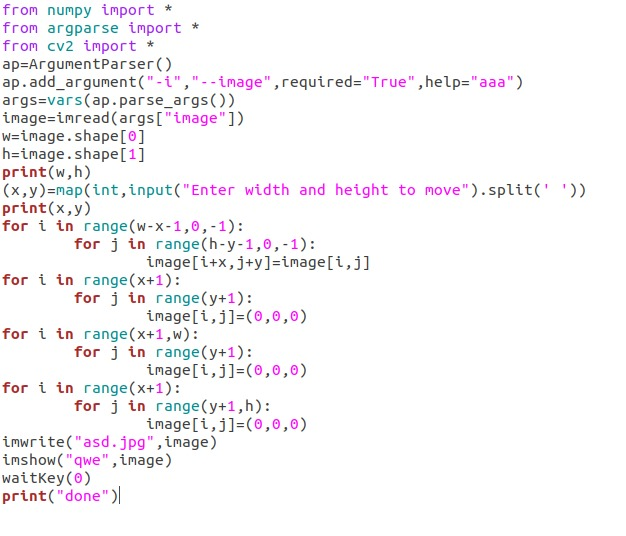 from numpy import *
from argparse import *
from cv2 import *
ap=ArgumentParser()
ap.add_argument("-i","--image",required="True",help="aaa")
args=vars(ap.parse_args())
image=imread(args["image"])
w=image.shape[0]
h=image.shape[1]
print(w,h)
(x,y)=map(int,input("Enter width and height to move").split(' '))
print(x,y)
for i in range(w-x-1,0,-1):
        for j in range(h-y-1,0,-1):
                image[i+x,j+y]=image[i,j]
for i in range(x+1):
        for j in range(y+1):
                image[i,j]=(0,0,0)
for i in range(x+1,w):
        for j in range(y+1):
                image[i,j]=(0,0,0)
for i in range(x+1):
        for j in range(y+1,h):
                image[i,j]=(0,0,0)
imwrite("asd.jpg",image)
imshow("qwe",image)
waitKey(0)
print("done")